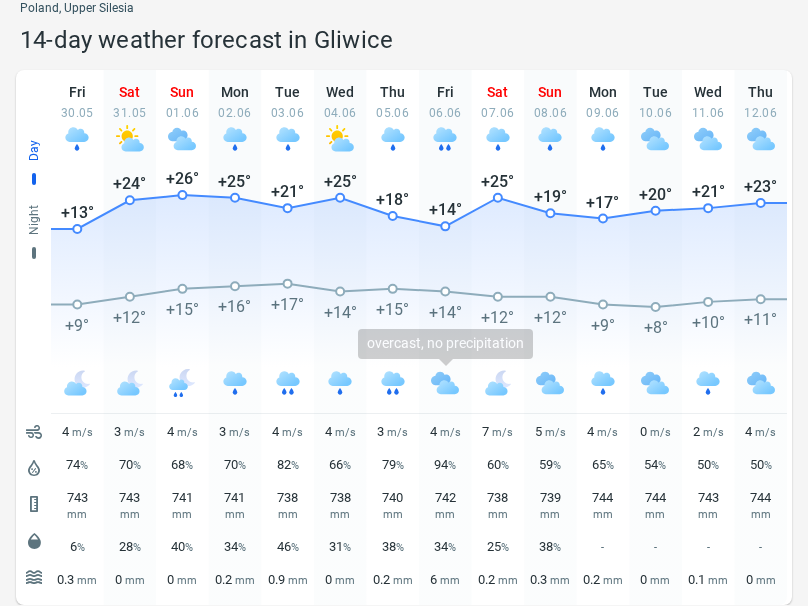 Poland, Upper Silesia
14-day weather forecast in Gliwice
Fri Sat Sun Mon Tue Wed Thu Fri Sat Sun Mon Tue Wed Thu
30.05 31.05 01.06 02.06 03.06 04.06 05.06 06.06 07.06 08.06 09.06 10.06 11.06 12.06
Day
Night
+13° +24° +26° +25° +21° +25° +18° +14° +25° +19° +17° +20° +21° +23°
+9° +12° +15° +16° +17° +14° +15° +14° +12° +12° +9° +8° +10° +11°
overcast, no precipitation
4 m/s 3 m/s 4 m/s 3 m/s 4 m/s 4 m/s 3 m/s 4 m/s 7 m/s 5 m/s 4 m/s 0 m/s 2 m/s 4 m/s
74% 70% 68% 70% 82% 66% 79% 94% 60% 59% 65% 54% 50% 50%
743 743 741 741 738 738 740 742 738 739 744 744 743 744
mm mm mm mm mm mm mm mm mm mm mm mm mm mm
6% 28% 40% 34% 46% 31% 38% 34% 25% 38% - - - -
0.3 mm 0 mm 0 mm 0.2 mm 0.9 mm 0 mm 0.2 mm 6 mm 0.2 mm 0.3 mm 0.2 mm 0 mm 0.1 mm 0 mm